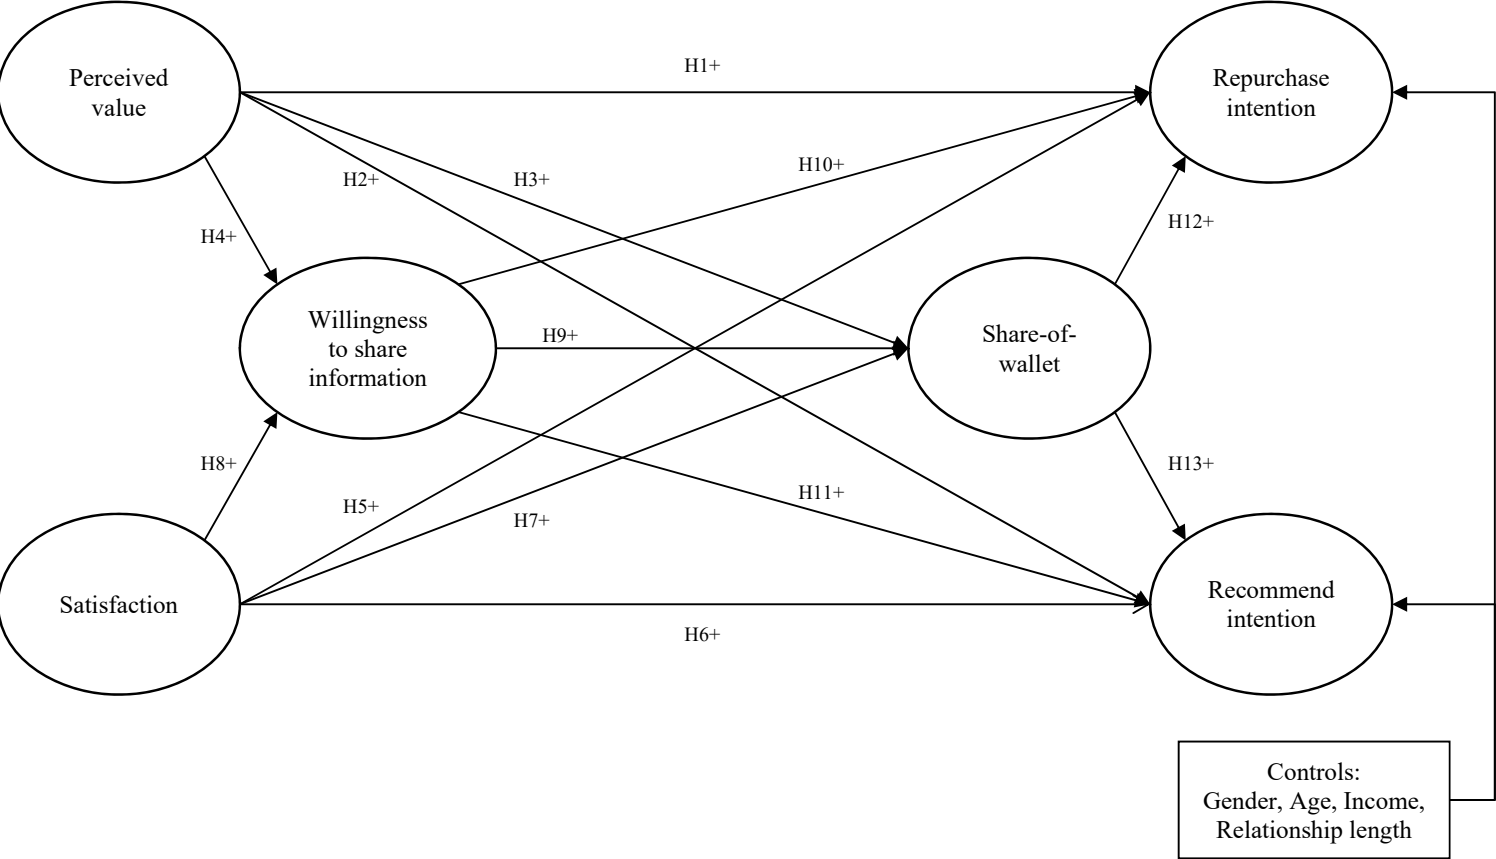 Perceived
value
H1+
Repurchase
intention
H2+
H3+
H10+
H4+
H12+
Willingness
to share
information
H9+
Share-of-
wallet
H8+
H5+
H7+
H11+
H13+
Satisfaction
H6+
Recommend
intention
Controls:
Gender, Age, Income,
Relationship length